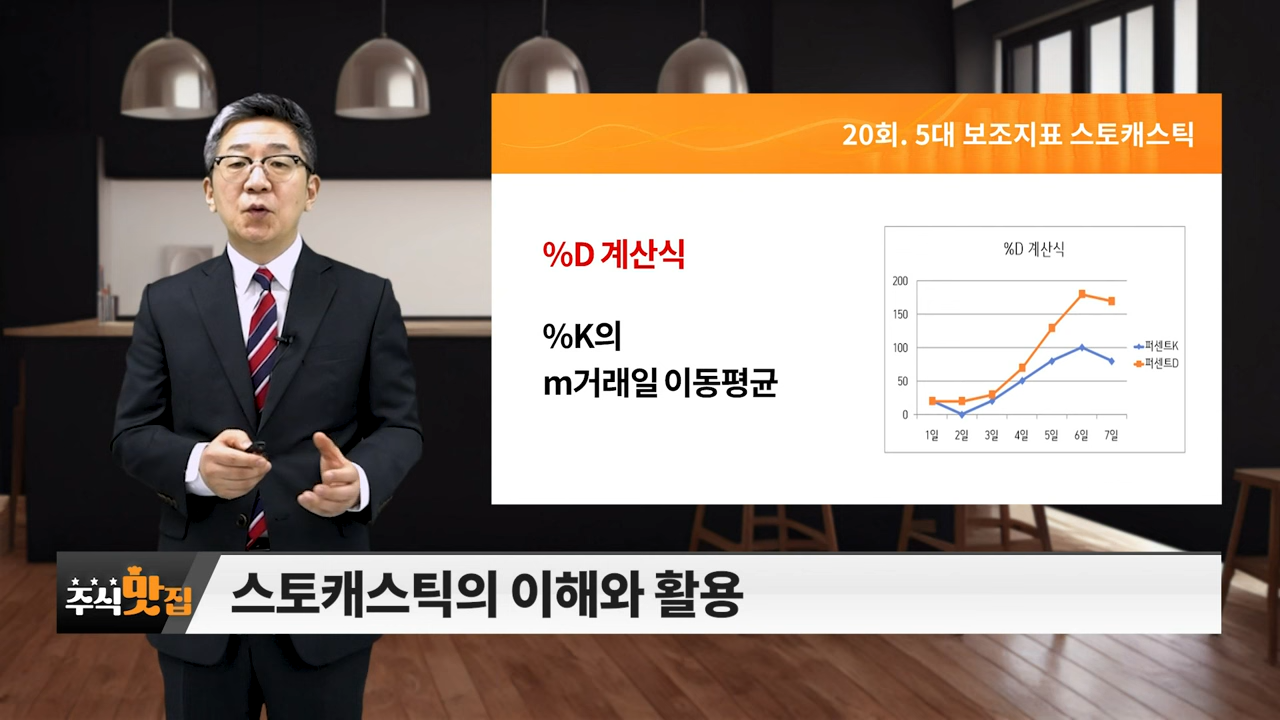 20회. 5대 보조지표 스토캐스틱
%D 계산식
%K의
m거래일 이동평균
%D 계산식
200
150
100
50
0
1일 2일 3일 4일 5일 6일 7일
퍼센트K
퍼센트D
주식맛집
스토캐스틱의 이해와 활용